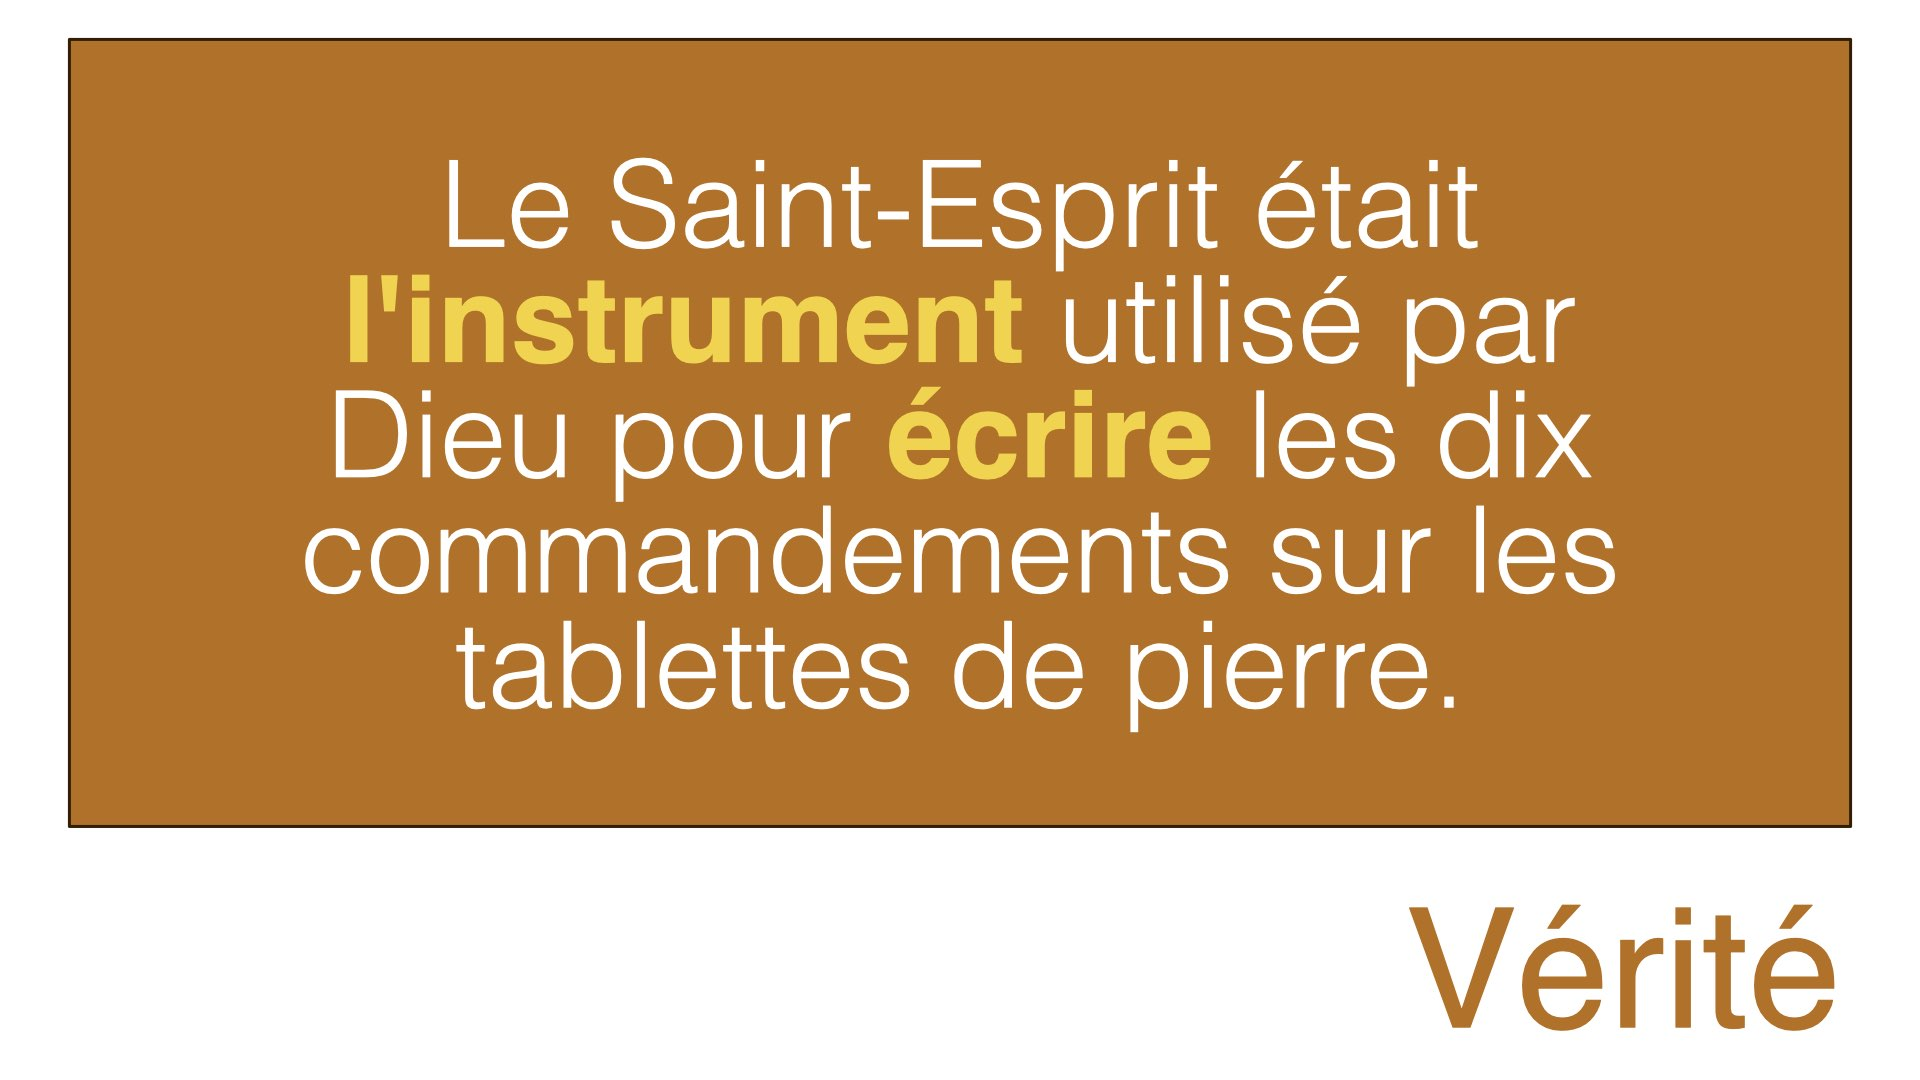 Le Saint-Esprit était
l'instrument utilisé par
Dieu pour écrire les dix
commandements sur les
tablettes de pierre.
Vérité